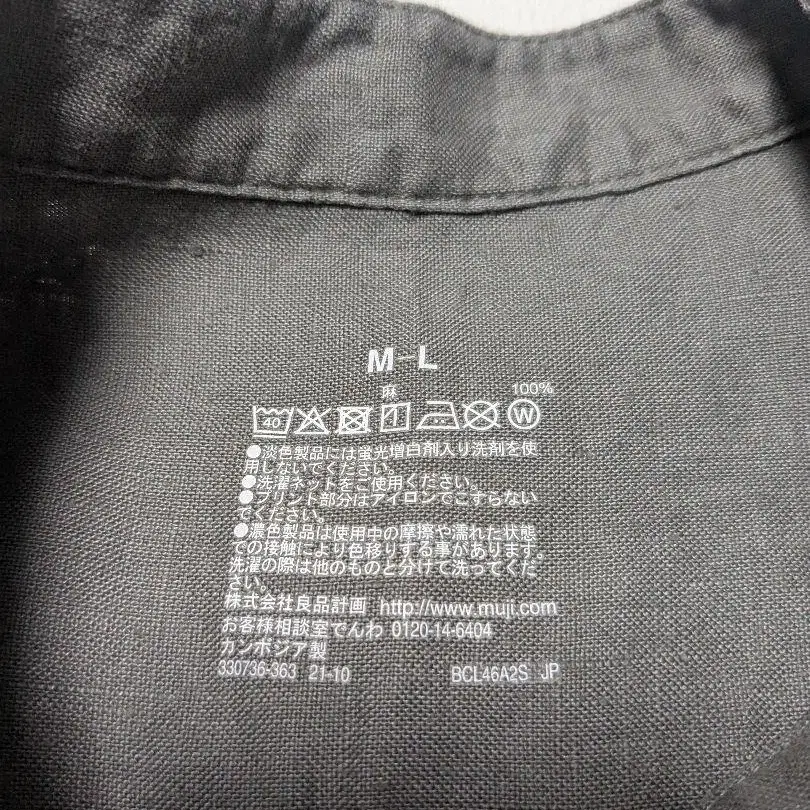 M-L
麻 100%
40 W
●淡色製品には蛍光増白剤入り洗剤を使
用しないでください。
●洗濯ネットをご使用ください。
●プリント部分はアイロンでこすらない
でください。
●濃色製品は使用中の摩擦や濡れた状態
での接触により色移りする事があります。
洗濯の際は他のものと分けて洗ってくだ
さい。
株式会社良品計画 http://www.muji.com
お客様相談室でんわ 0120-14-6404
カンボジア製
330736-363 21-10 BCL46A2S JP